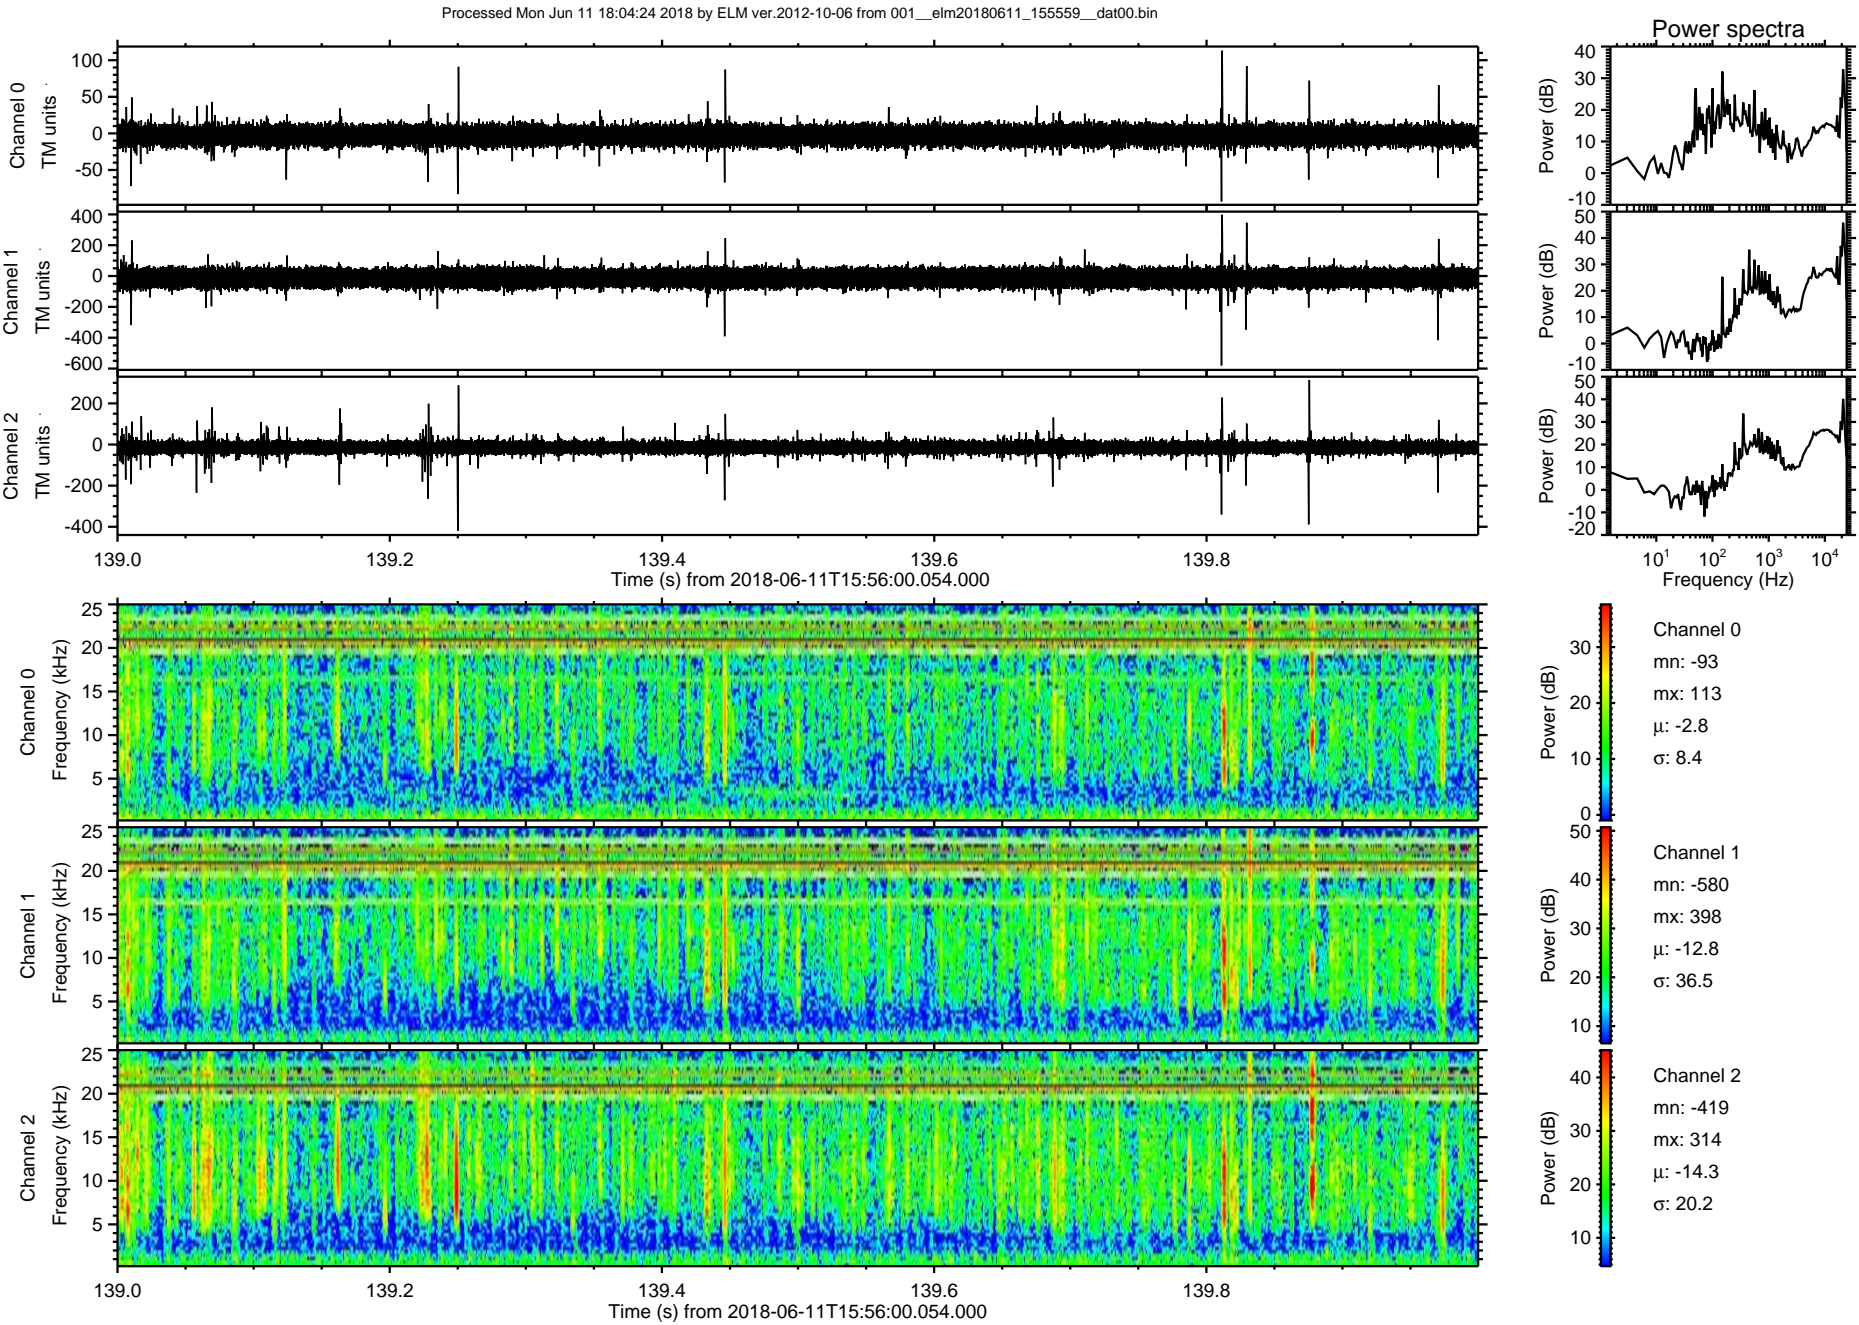 Processed Mon Jun 11 18:04:24 2018 by ELM ver.2012-10-06 from 001__elm20180611_155559__dat00.bin
Power spectra
Channel 0
TM units
100
50
0
-50
Power (dB)
40
30
20
10
0
-10
Channel 1
TM units
400
200
0
-200
-400
-600
Power (dB)
50
40
30
20
10
0
-10
Channel 2
TM units
200
0
-200
-400
Power (dB)
50
40
30
20
10
0
-10
-20
139.0 139.2 139.4 139.6 139.8
Time (s) from 2018-06-11T15:56:00.054.000
10^1 10^2 10^3 10^4
Frequency (Hz)
Channel 0
Frequency (kHz)
25
20
15
10
5
Power (dB)
30
20
10
0
Channel 0
mn: -93
mx: 113
μ: -2.8
σ: 8.4
Channel 1
Frequency (kHz)
25
20
15
10
5
Power (dB)
50
40
30
20
10
Channel 1
mn: -580
mx: 398
μ: -12.8
σ: 36.5
Channel 2
Frequency (kHz)
25
20
15
10
5
Power (dB)
40
30
20
10
Channel 2
mn: -419
mx: 314
μ: -14.3
σ: 20.2
139.0 139.2 139.4 139.6 139.8
Time (s) from 2018-06-11T15:56:00.054.000